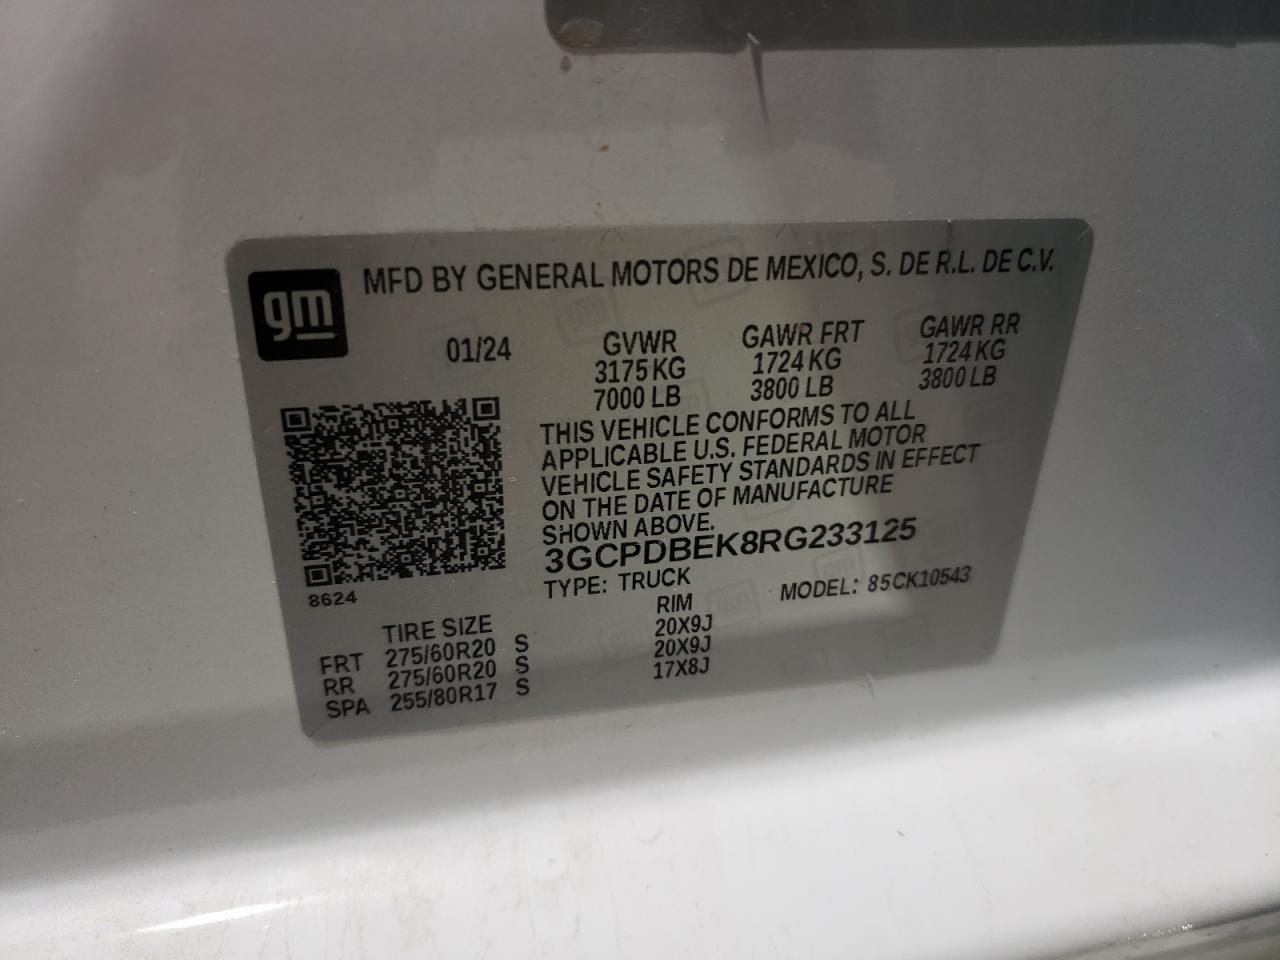 gm
MFD BY GENERAL MOTORS DE MEXICO, S. DE R.L. DE C.V.
01/24 GVWR GAWR FRT GAWR RR
3175 KG 1724 KG 1724 KG
7000 LB 3800 LB 3800 LB
THIS VEHICLE CONFORMS TO ALL
APPLICABLE U.S. FEDERAL MOTOR
VEHICLE SAFETY STANDARDS IN EFFECT
ON THE DATE OF MANUFACTURE
SHOWN ABOVE.
3GCPDBEK8RG233125
TYPE: TRUCK MODEL: 85CK10543
8624
TIRE SIZE RIM
FRT 275/60R20 S 20X9J
RR 275/60R20 S 20X9J
SPA 255/80R17 S 17X8J